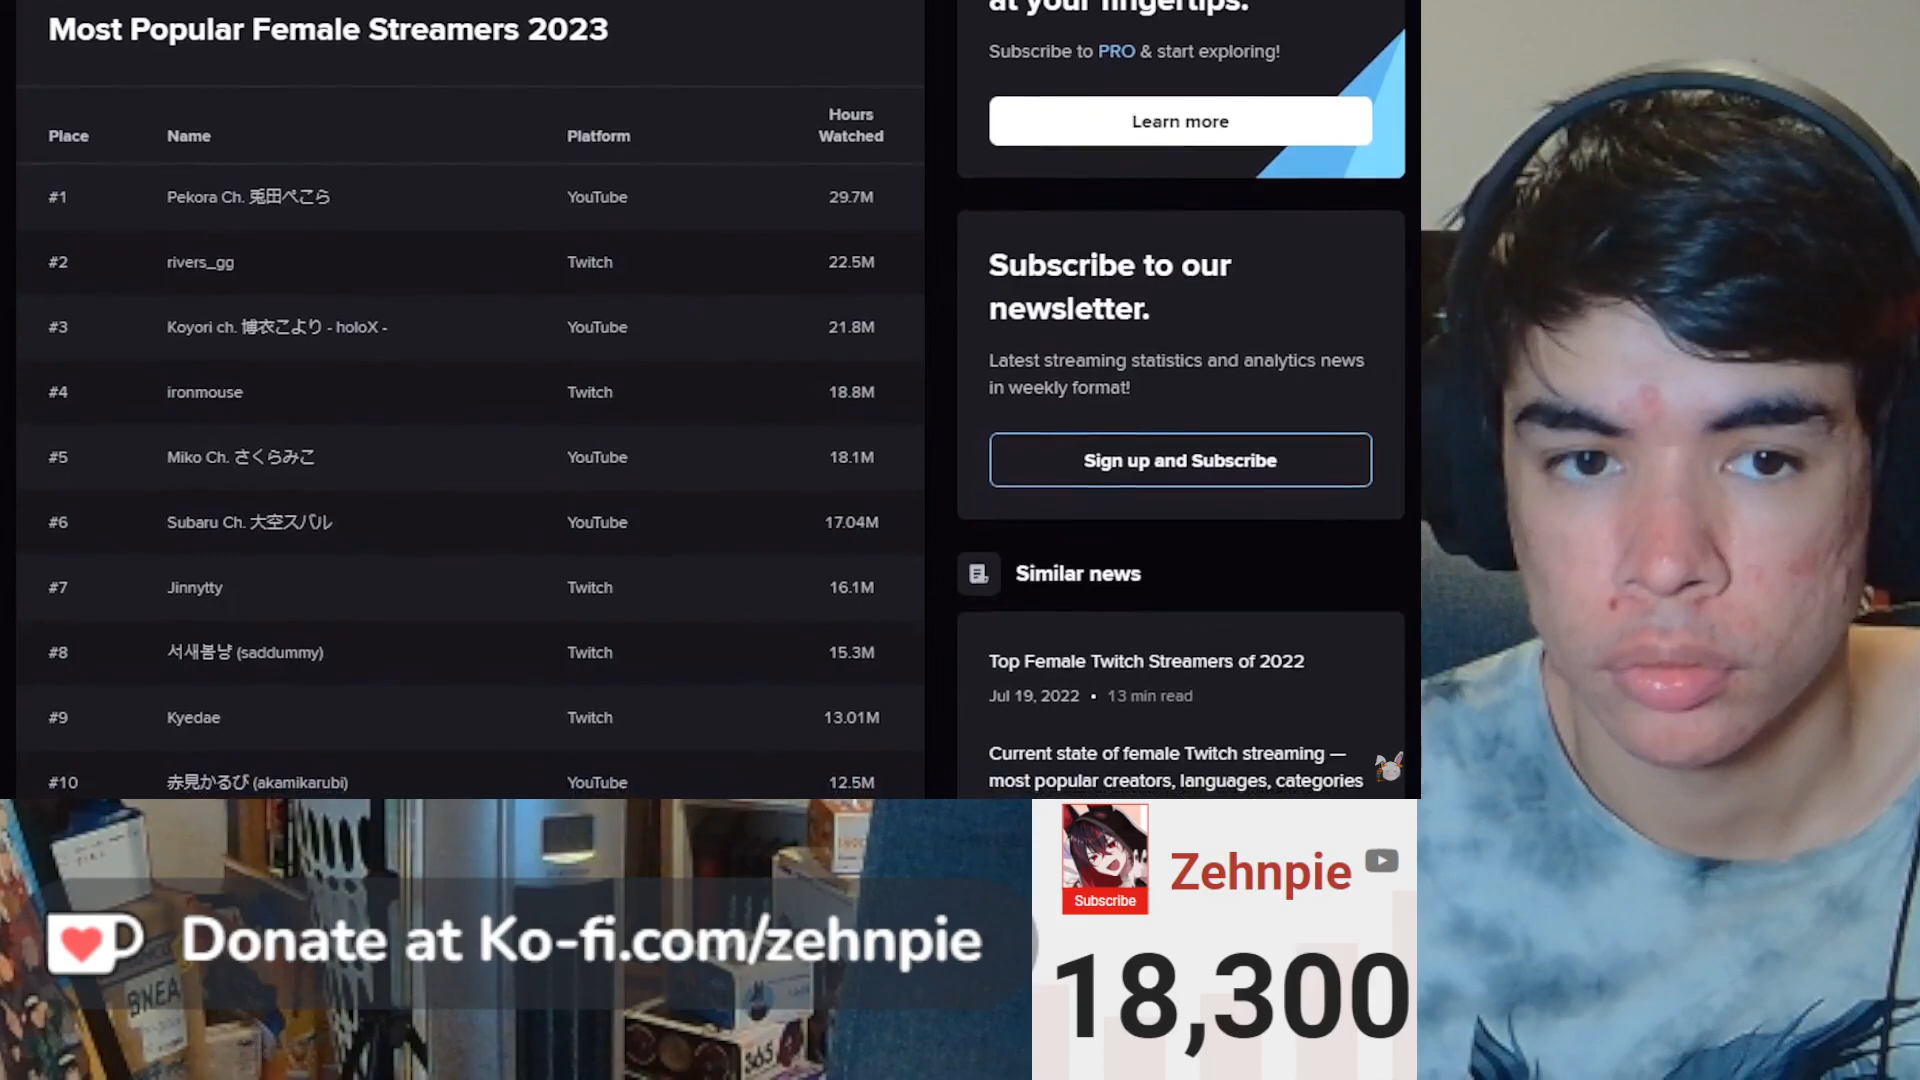 Most Popular Female Streamers 2023
Place Name Platform Hours Watched
#1 Pekora Ch. 兎田ぺこら YouTube 29.7M
#2 rivers_gg Twitch 22.5M
#3 Koyori ch. 博衣こより - holoX - YouTube 21.8M
#4 ironmouse Twitch 18.8M
#5 Miko Ch. さくらみこ YouTube 18.1M
#6 Subaru Ch. 大空スバル YouTube 17.04M
#7 Jinnytty Twitch 16.1M
#8 서새봄냥 (saddummy) Twitch 15.3M
#9 Kyedae Twitch 13.01M
#10 赤見かるび (akamikarubi) YouTube 12.5M
at your fingertips.
Subscribe to PRO & start exploring!
Learn more
Subscribe to our
newsletter.
Latest streaming statistics and analytics news
in weekly format!
Sign up and Subscribe
Similar news
Top Female Twitch Streamers of 2022
Jul 19, 2022 • 13 min read
Current state of female Twitch streaming —
most popular creators, languages, categories
Donate at Ko-fi.com/zehnpie
BNEA
365
Zehnpie
Subscribe
18,300